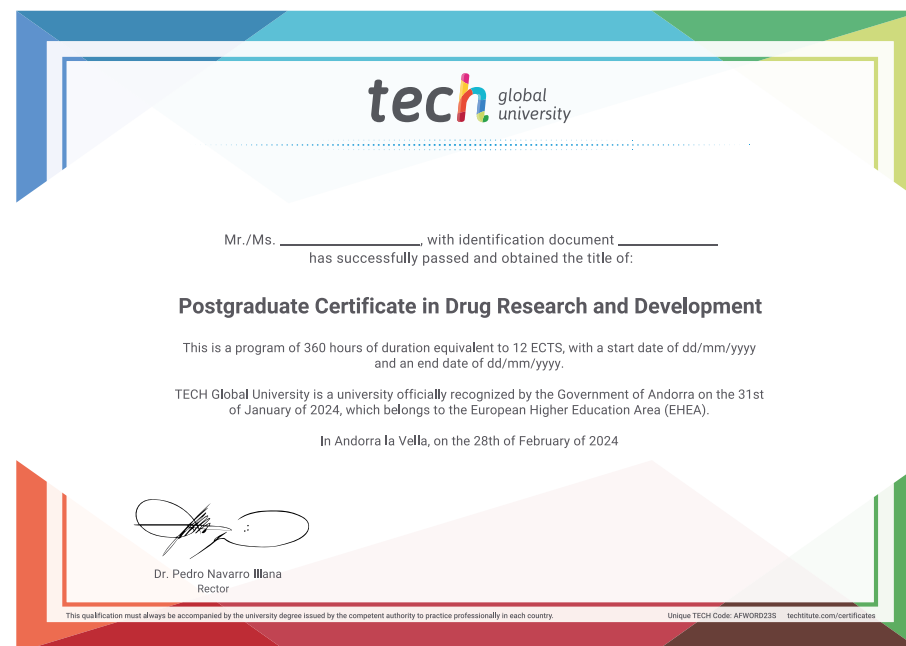 tech global
university
Mr./Ms. ____________, with identification document ____________
has successfully passed and obtained the title of:
Postgraduate Certificate in Drug Research and Development
This is a program of 360 hours of duration equivalent to 12 ECTS, with a start date of dd/mm/yyyy
and an end date of dd/mm/yyyy.
TECH Global University is a university officially recognized by the Government of Andorra on the 31st
of January of 2024, which belongs to the European Higher Education Area (EHEA).
In Andorra la Vella, on the 28th of February of 2024
Dr. Pedro Navarro Illana
Rector
This qualification must always be accompanied by the university degree issued by the competent authority to practice professionally in each country.
Unique TECH Code: AFWORD23S techtitute.com/certificates